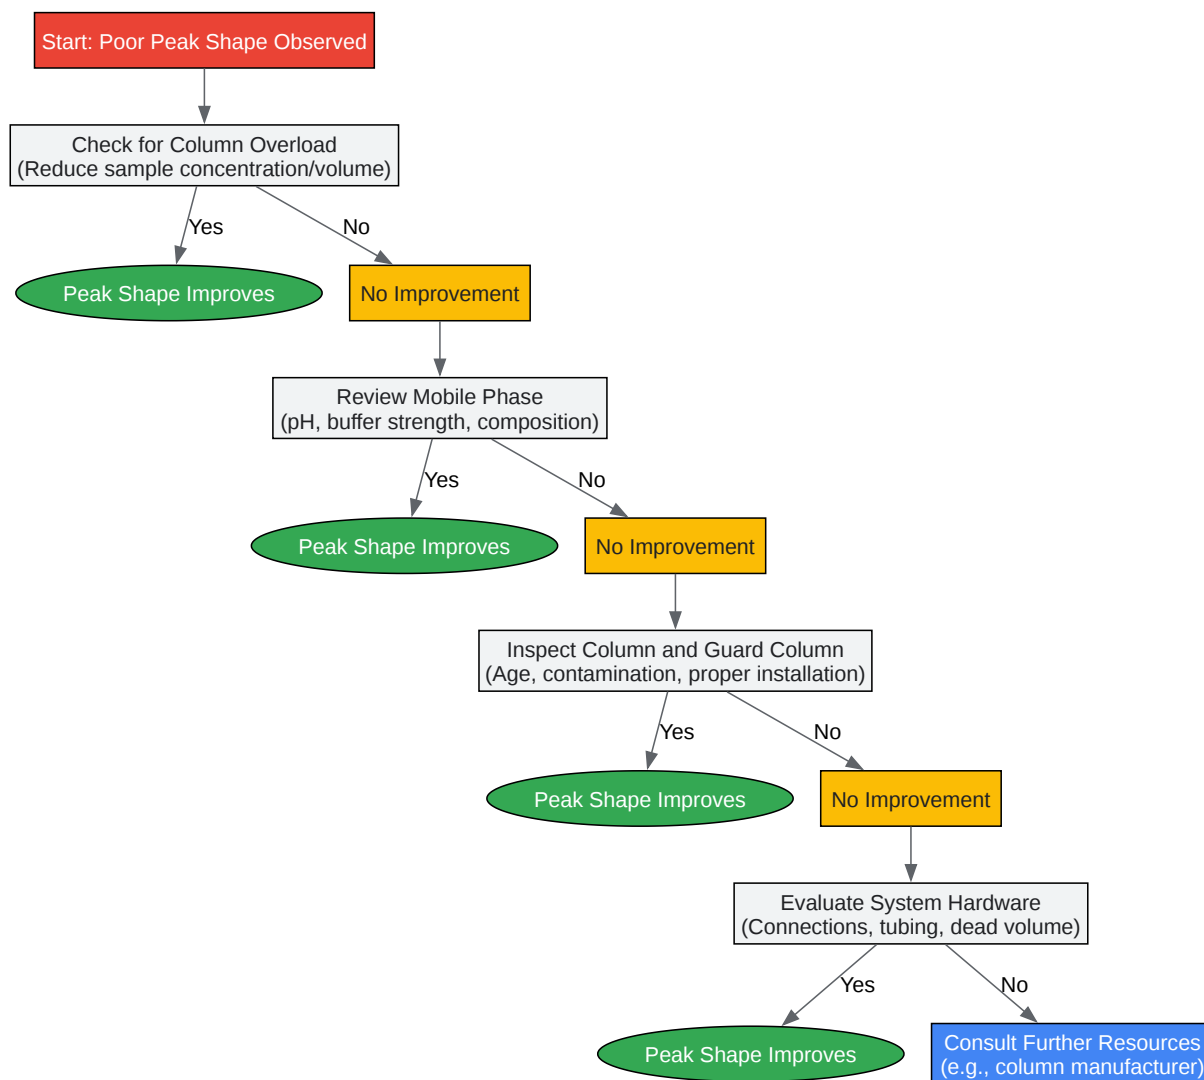 Start: Poor Peak Shape Observed
Check for Column Overload
(Reduce sample concentration/volume)
Yes
No
Peak Shape Improves
No Improvement
Review Mobile Phase
(pH, buffer strength, composition)
Yes
No
Peak Shape Improves
No Improvement
Inspect Column and Guard Column
(Age, contamination, proper installation)
Yes
No
Peak Shape Improves
No Improvement
Evaluate System Hardware
(Connections, tubing, dead volume)
Yes
No
Peak Shape Improves
Consult Further Resources
(e.g., column manufacturer)